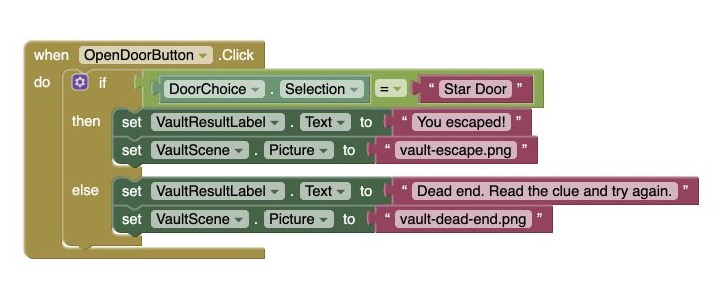 when OpenDoorButton .Click
do if DoorChoice . Selection = “ Star Door ”
then set VaultResultLabel . Text to “ You escaped! ”
set VaultScene . Picture to “ vault-escape.png ”
else set VaultResultLabel . Text to “ Dead end. Read the clue and try again. ”
set VaultScene . Picture to “ vault-dead-end.png ”